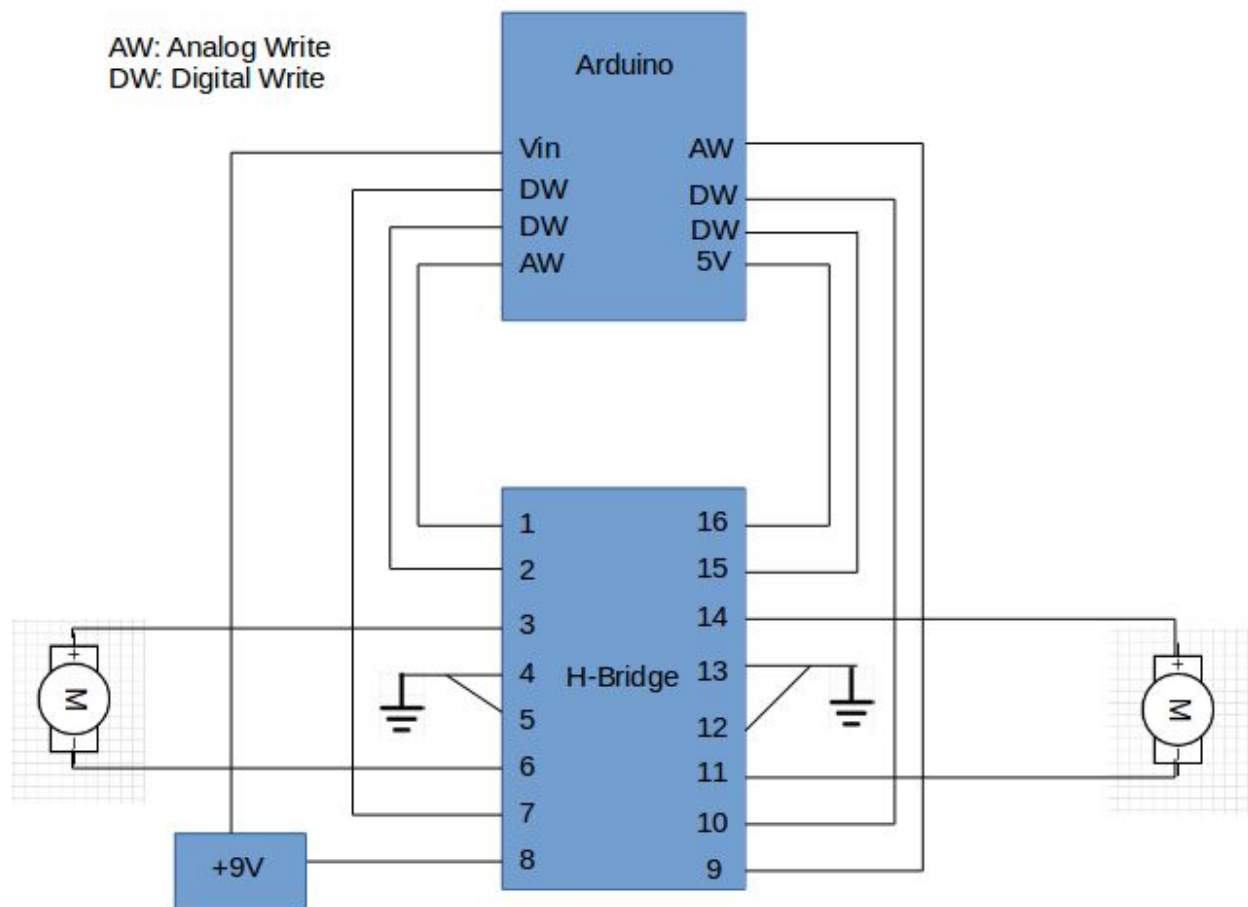 AW: Analog Write
DW: Digital Write
Arduino
Vin
AW
DW
DW
DW
DW
AW
5V
1
16
2
15
3
14
4
H-Bridge
13
5
12
6
11
7
10
8
9
+
M
-
+
M
-
+9V